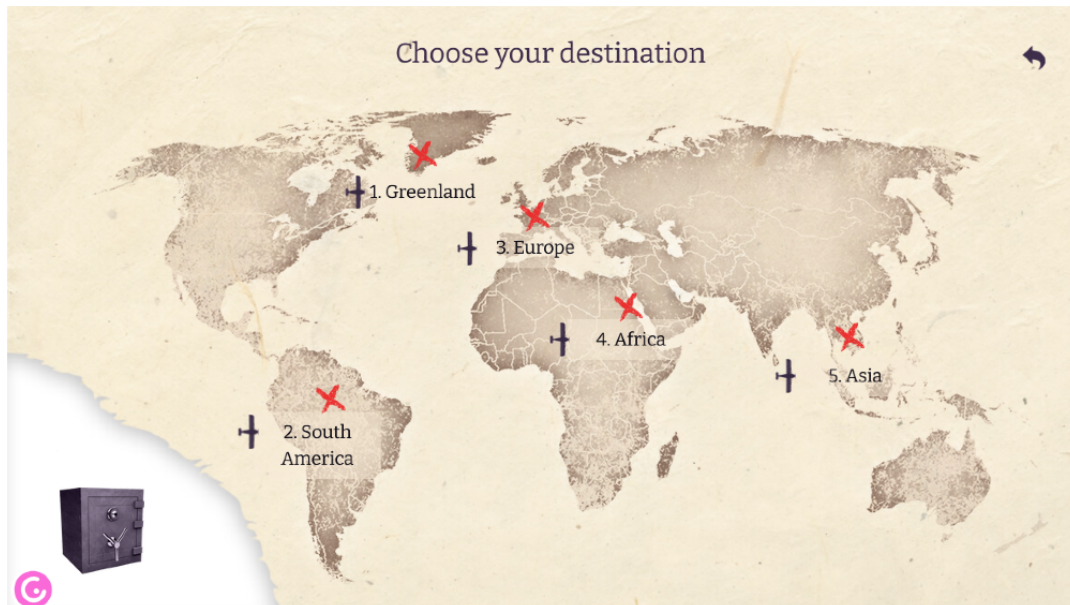 Choose your destination
1. Greenland
3. Europe
4. Africa
5. Asia
2. South
America